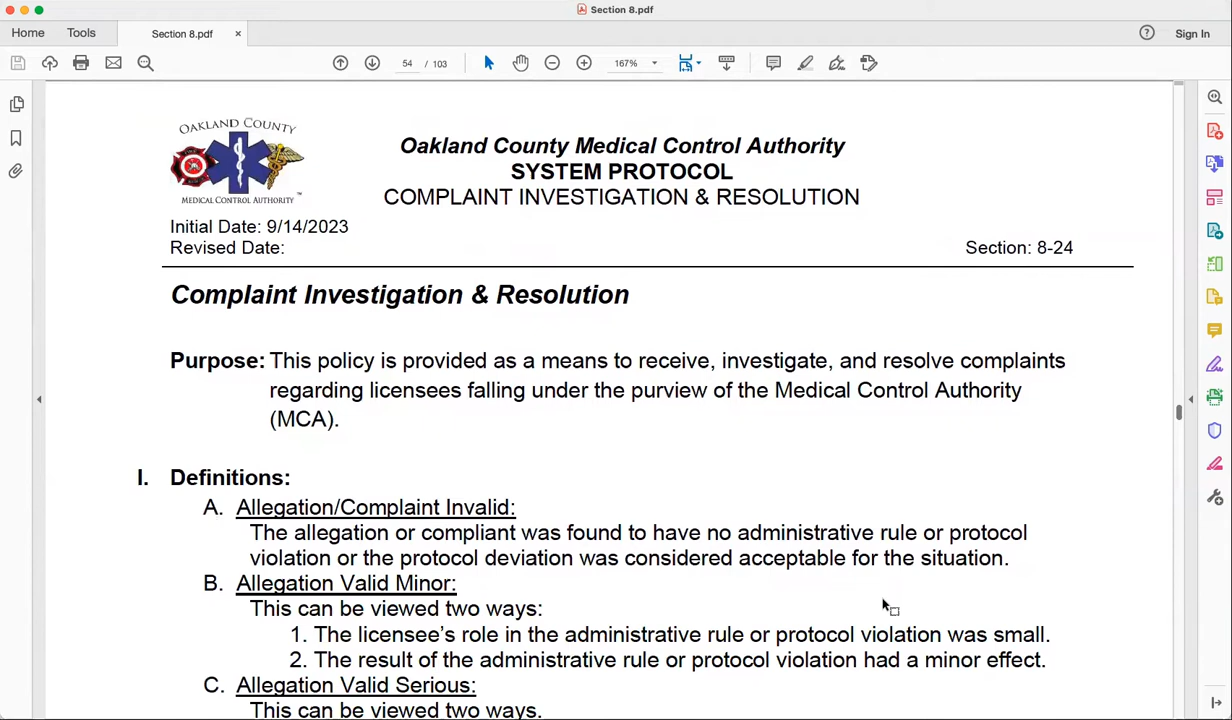 Section 8.pdf
Home Tools Section 8.pdf × Sign In
54 / 103 167%
OAKLAND COUNTY
MEDICAL CONTROL AUTHORITY ™
Oakland County Medical Control Authority
SYSTEM PROTOCOL
COMPLAINT INVESTIGATION & RESOLUTION
Initial Date: 9/14/2023
Revised Date:
Section: 8-24
Complaint Investigation & Resolution
Purpose: This policy is provided as a means to receive, investigate, and resolve complaints
regarding licensees falling under the purview of the Medical Control Authority
(MCA).
I. Definitions:
A. Allegation/Complaint Invalid:
The allegation or compliant was found to have no administrative rule or protocol
violation or the protocol deviation was considered acceptable for the situation.
B. Allegation Valid Minor:
This can be viewed two ways:
1. The licensee's role in the administrative rule or protocol violation was small.
2. The result of the administrative rule or protocol violation had a minor effect.
C. Allegation Valid Serious:
This can be viewed two ways.